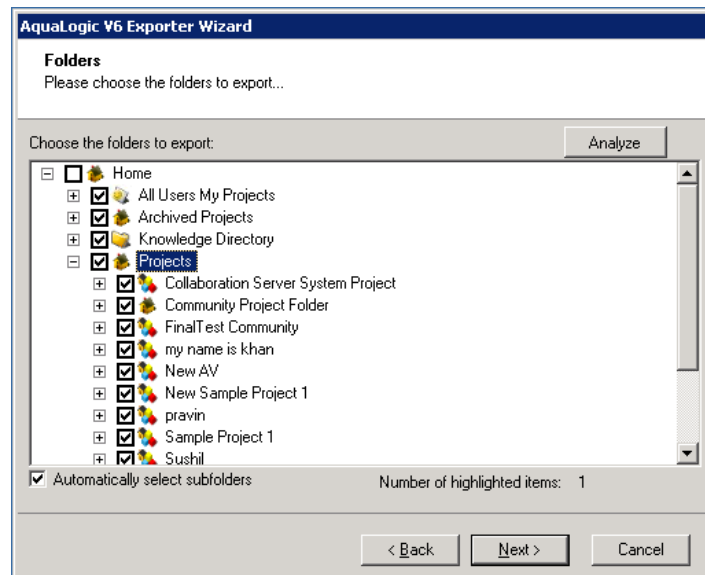 AquaLogic V6 Exporter Wizard
Folders
Please choose the folders to export...
Choose the folders to export:
Analyze
Home
All Users My Projects
Archived Projects
Knowledge Directory
Projects
Collaboration Server System Project
Community Project Folder
FinalTest Community
my name is khan
New AV
New Sample Project 1
pravin
Sample Project 1
Sushil
Automatically select subfolders
Number of highlighted items: 1
< Back
Next >
Cancel